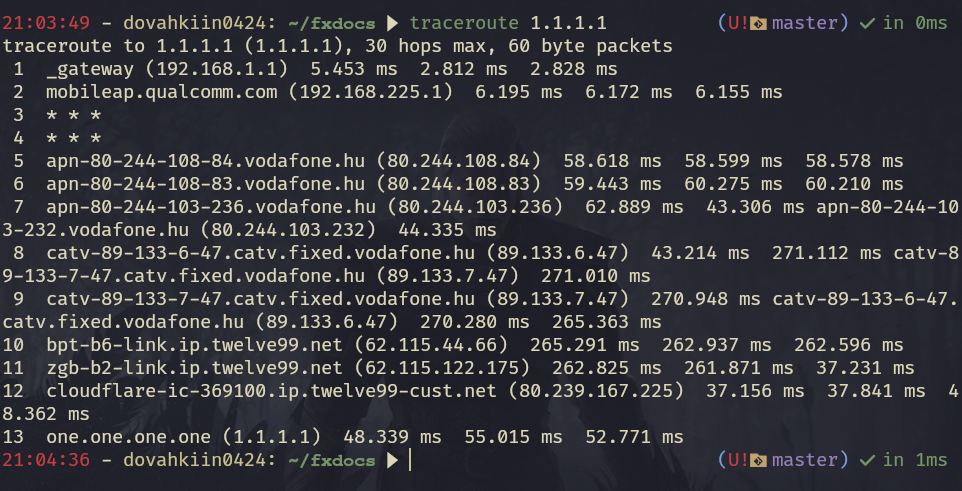 21:03:49 - dovahkiin0424: ~/fxdocs ▶ traceroute 1.1.1.1 (U! master) ✓ in 0ms
traceroute to 1.1.1.1 (1.1.1.1), 30 hops max, 60 byte packets
 1  _gateway (192.168.1.1)  5.453 ms  2.812 ms  2.828 ms
 2  mobileap.qualcomm.com (192.168.225.1)  6.195 ms  6.172 ms  6.155 ms
 3  * * *
 4  * * *
 5  apn-80-244-108-84.vodafone.hu (80.244.108.84)  58.618 ms  58.599 ms  58.578 ms
 6  apn-80-244-108-83.vodafone.hu (80.244.108.83)  59.443 ms  60.275 ms  60.210 ms
 7  apn-80-244-103-236.vodafone.hu (80.244.103.236)  62.889 ms  43.306 ms apn-80-244-10
3-232.vodafone.hu (80.244.103.232)  44.335 ms
 8  catv-89-133-6-47.catv.fixed.vodafone.hu (89.133.6.47)  43.214 ms  271.112 ms catv-8
9-133-7-47.catv.fixed.vodafone.hu (89.133.7.47)  271.010 ms
 9  catv-89-133-7-47.catv.fixed.vodafone.hu (89.133.7.47)  270.948 ms catv-89-133-6-47.
catv.fixed.vodafone.hu (89.133.6.47)  270.280 ms  265.363 ms
10  bpt-b6-link.ip.twelve99.net (62.115.44.66)  265.291 ms  262.937 ms  262.596 ms
11  zgb-b2-link.ip.twelve99.net (62.115.122.175)  262.825 ms  261.871 ms  37.231 ms
12  cloudflare-ic-369100.ip.twelve99-cust.net (80.239.167.225)  37.156 ms  37.841 ms  4
8.362 ms
13  one.one.one.one (1.1.1.1)  48.339 ms  55.015 ms  52.771 ms
21:04:36 - dovahkiin0424: ~/fxdocs ▶ (U! master) ✓ in 1ms